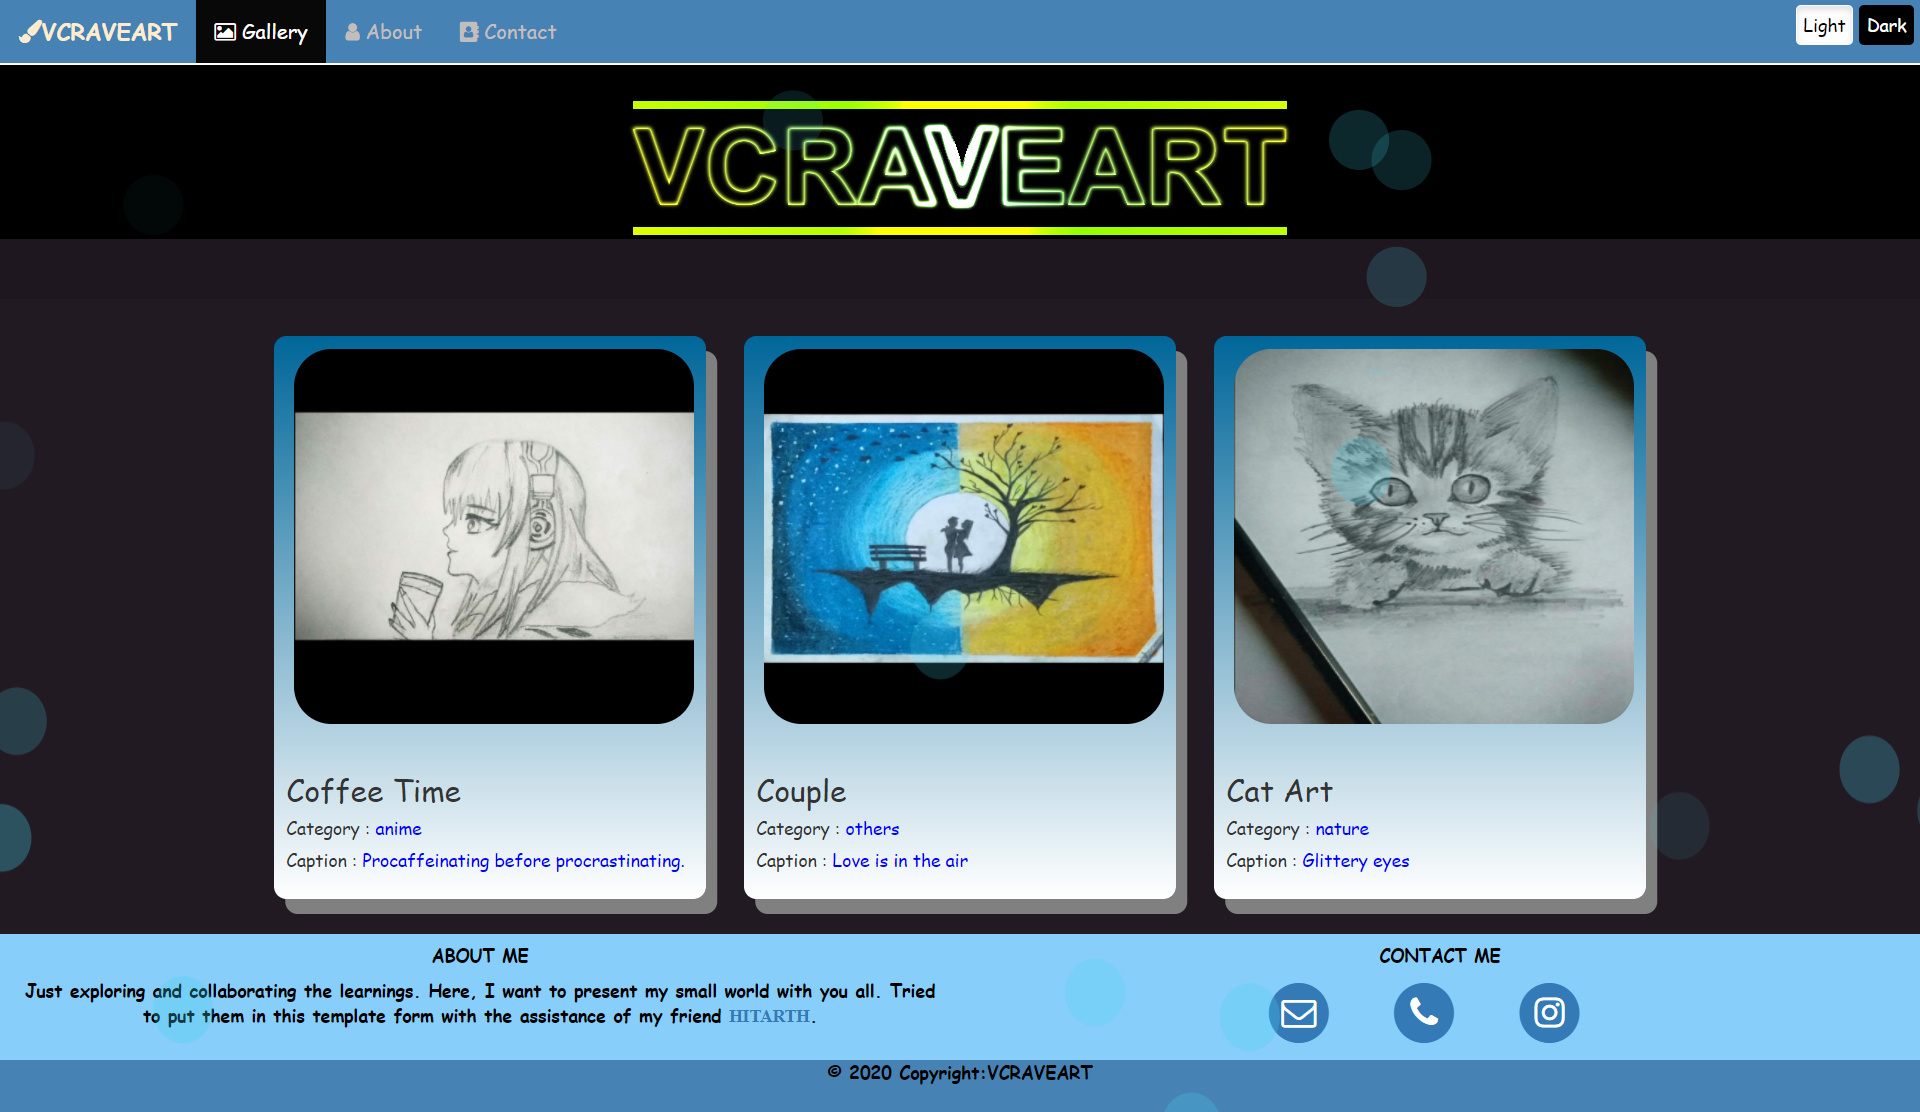 VCRAVEART Gallery About Contact Light Dark
VCRAVEART
Coffee Time
Category : anime
Caption : Procaffeinating before procrastinating.
Couple
Category : others
Caption : Love is in the air
Cat Art
Category : nature
Caption : Glittery eyes
ABOUT ME
Just exploring and collaborating the learnings. Here, I want to present my small world with you all. Tried
to put them in this template form with the assistance of my friend HITARTH.
CONTACT ME
© 2020 Copyright:VCRAVEART